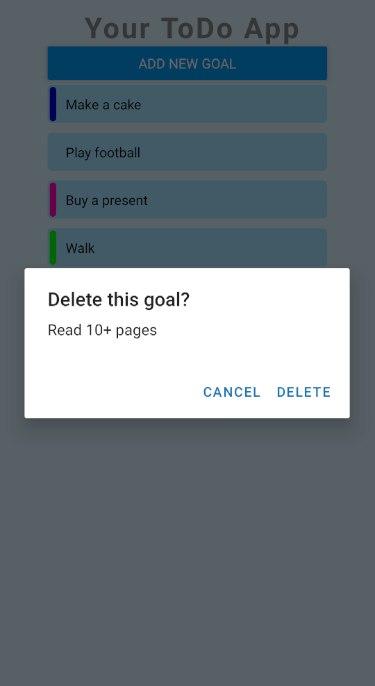 Your ToDo App
ADD NEW GOAL
Make a cake
Play football
Buy a present
Walk
Delete this goal?
Read 10+ pages
CANCEL DELETE